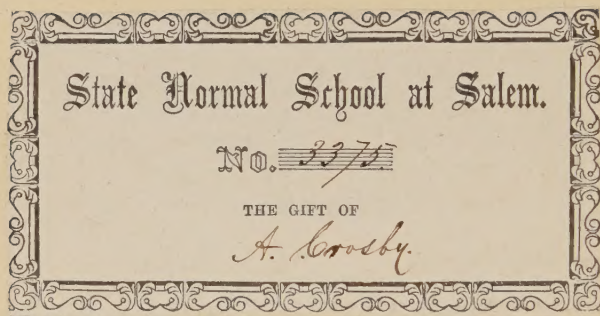 State Normal School at Salem.
No. 3375.
THE GIFT OF
A. Crosby.